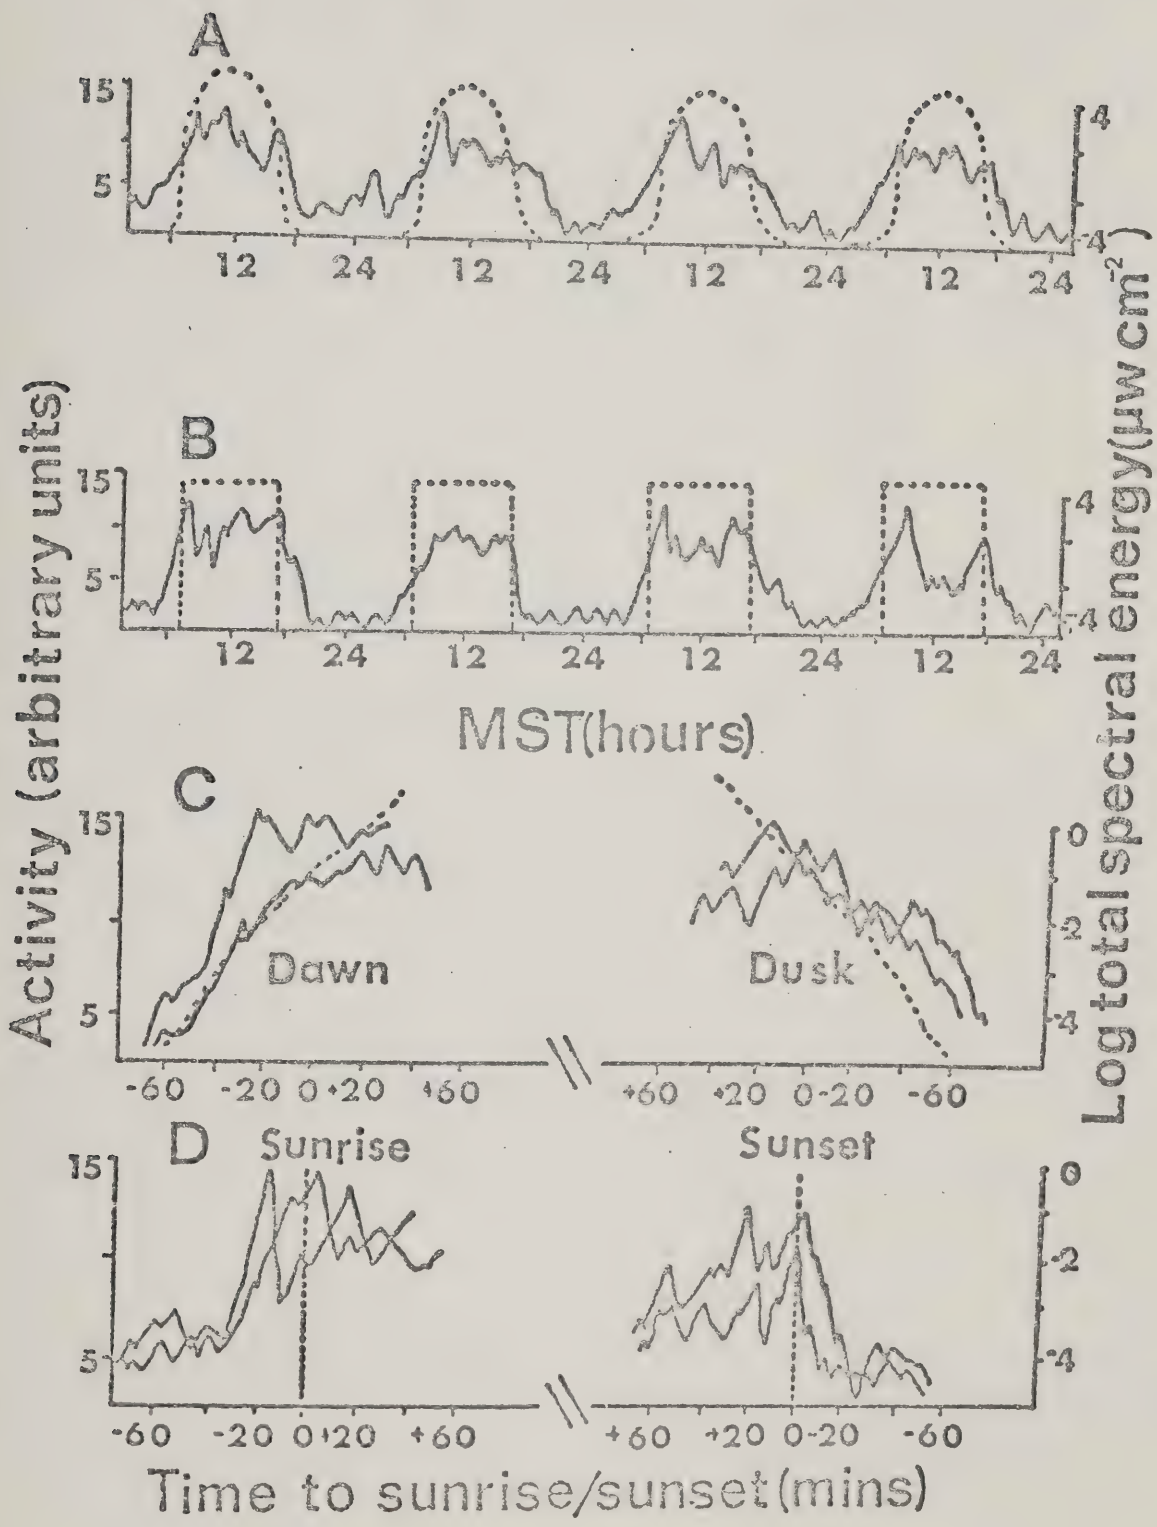 A
15
5
4
-4
12 24 12 24 12 24 12 24
B
15
5
4
-4
12 24 12 24 12 24 12 24
MST(hours)
Activity (arbitrary units)
Log total spectral energy(μw cm-2)
C
15
5
0
-2
-4
Dawn
Dusk
-60 -20 0 +20 +60
+60 +20 0 -20 -60
D
Sunrise
Sunset
15
5
0
-2
-4
-60 -20 0 +20 +60
+60 +20 0 -20 -60
Time to sunrise/sunset(mins)